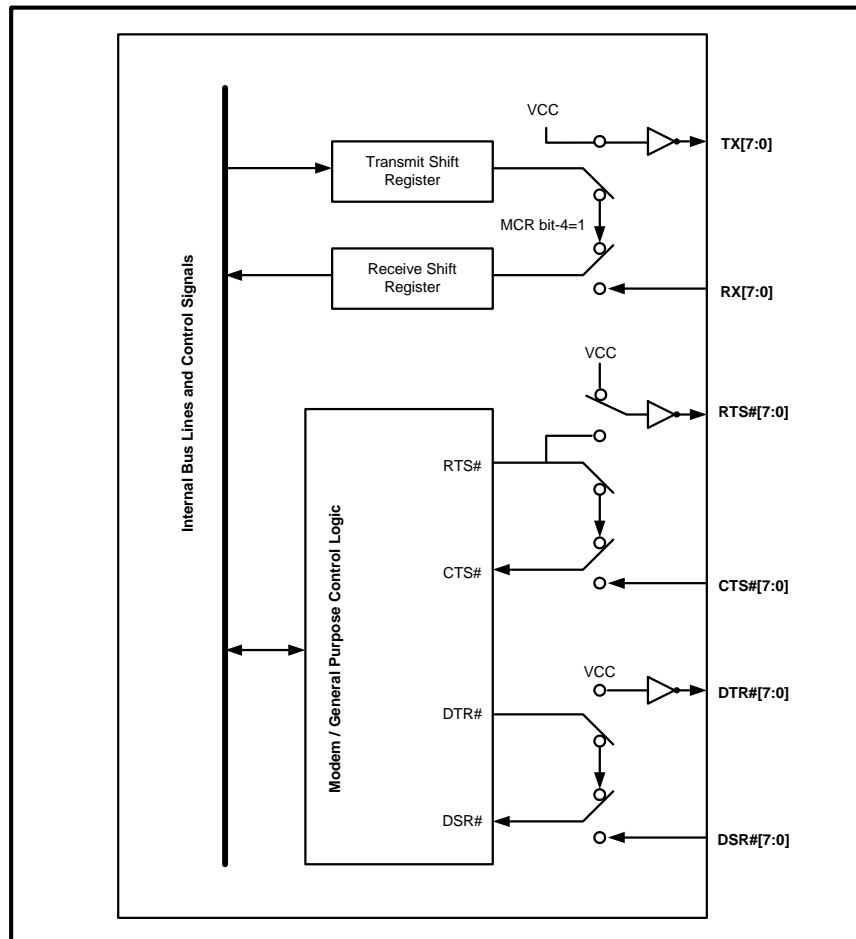 VCC
TX[7:0]
Transmit Shift
Register
MCR bit-4=1
Receive Shift
Register
RX[7:0]
Internal Bus Lines and Control Signals
VCC
RTS#[7:0]
RTS#
Modem / General Purpose Control Logic
CTS#
CTS#[7:0]
VCC
DTR#[7:0]
DTR#
DSR#
DSR#[7:0]